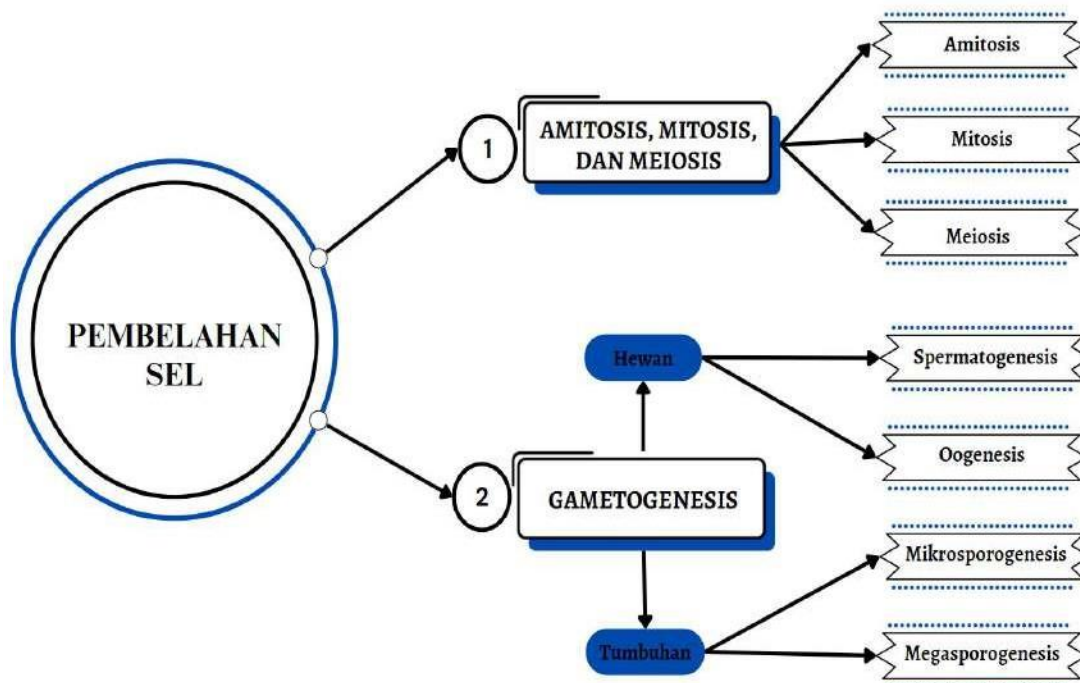 PEMBELAHAN
SEL
1
AMITOSIS, MITOSIS,
DAN MEIOSIS
Amitosis
Mitosis
Meiosis
2
GAMETOGENESIS
Hewan
Spermatogenesis
Oogenesis
Tumbuhan
Mikrosporogenesis
Megasporogenesis